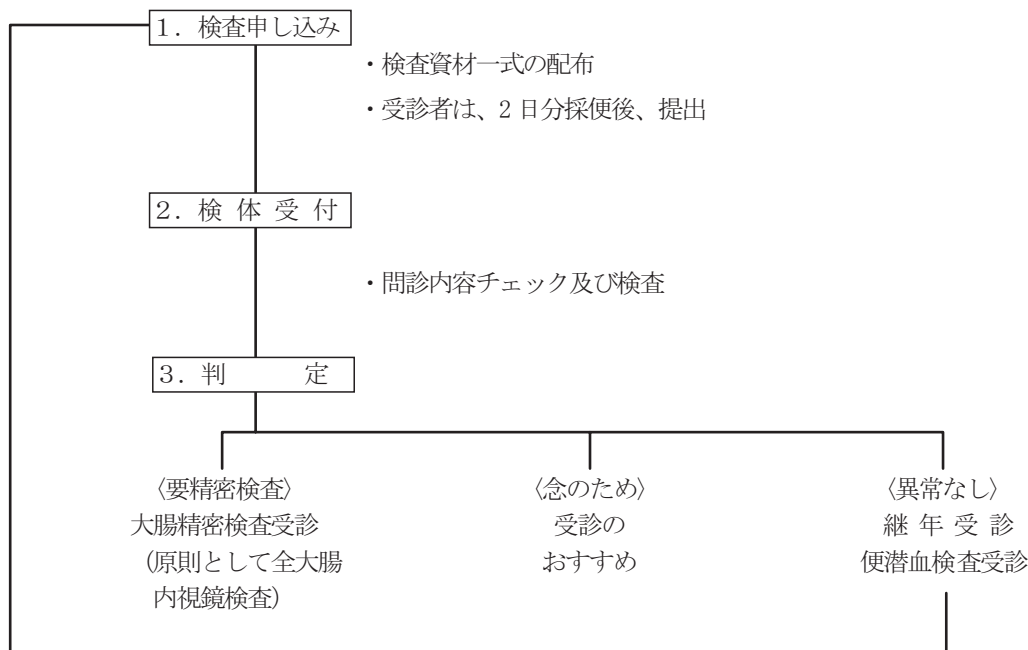 1. 検査申し込み
・検査資材一式の配布
・受診者は、2日分採便後、提出
2. 検 体 受 付
・問診内容チェック及び検査
3. 判 定
〈要精密検査〉
大腸精密検査受診
(原則として全大腸
内視鏡検査)
〈念のため〉
受診の
おすすめ
〈異常なし〉
継 年 受 診
便潜血検査受診